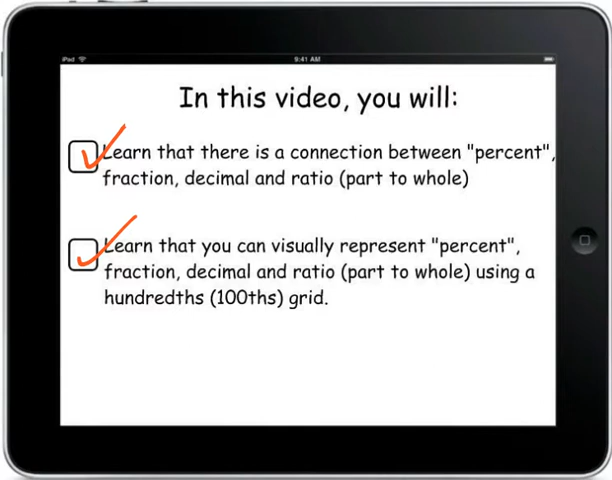 iPad
9:41 AM
In this video, you will:
Learn that there is a connection between "percent",
fraction, decimal and ratio (part to whole)
Learn that you can visually represent "percent",
fraction, decimal and ratio (part to whole) using a
hundredths (100ths) grid.